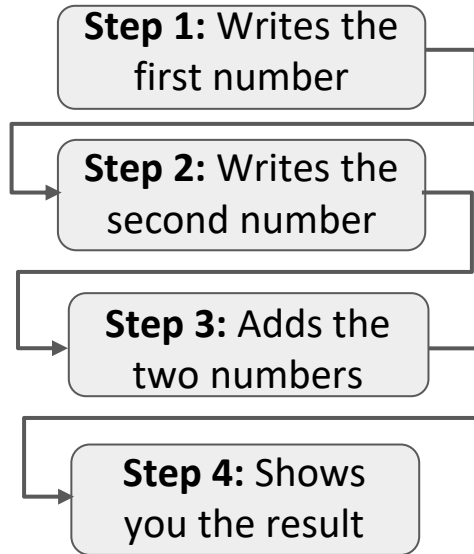 Step 1: Writes the
first number
Step 2: Writes the
second number
Step 3: Adds the
two numbers
Step 4: Shows
you the result